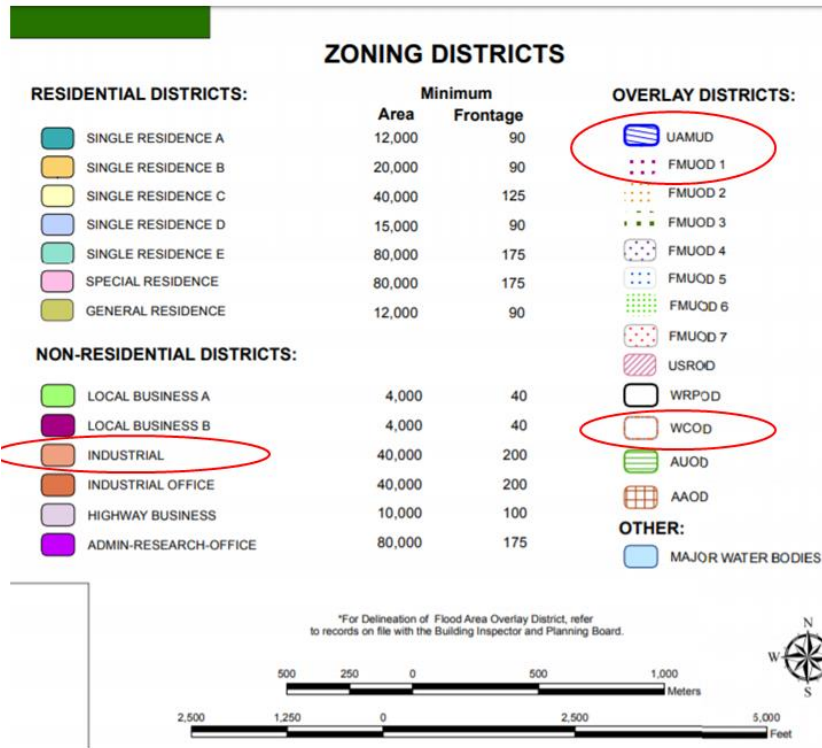 ZONING DISTRICTS
RESIDENTIAL DISTRICTS:
Minimum
Area Frontage
SINGLE RESIDENCE A 12,000 90
SINGLE RESIDENCE B 20,000 90
SINGLE RESIDENCE C 40,000 125
SINGLE RESIDENCE D 15,000 90
SINGLE RESIDENCE E 80,000 175
SPECIAL RESIDENCE 80,000 175
GENERAL RESIDENCE 12,000 90
NON-RESIDENTIAL DISTRICTS:
LOCAL BUSINESS A 4,000 40
LOCAL BUSINESS B 4,000 40
INDUSTRIAL 40,000 200
INDUSTRIAL OFFICE 40,000 200
HIGHWAY BUSINESS 10,000 100
ADMIN-RESEARCH-OFFICE 80,000 175
OVERLAY DISTRICTS:
UAMUD
FMUOD 1
FMUOD 2
FMUOD 3
FMUOD 4
FMUOD 5
FMUOD 6
FMUOD 7
USROD
WRPOD
WCOD
AUOD
AAOD
OTHER:
MAJOR WATER BODIES
*For Delineation of Flood Area Overlay District, refer
to records on file with the Building Inspector and Planning Board.
N
W
S
500 250 0 500 1,000
Meters
2,500 1,250 0 2,500 5,000
Feet